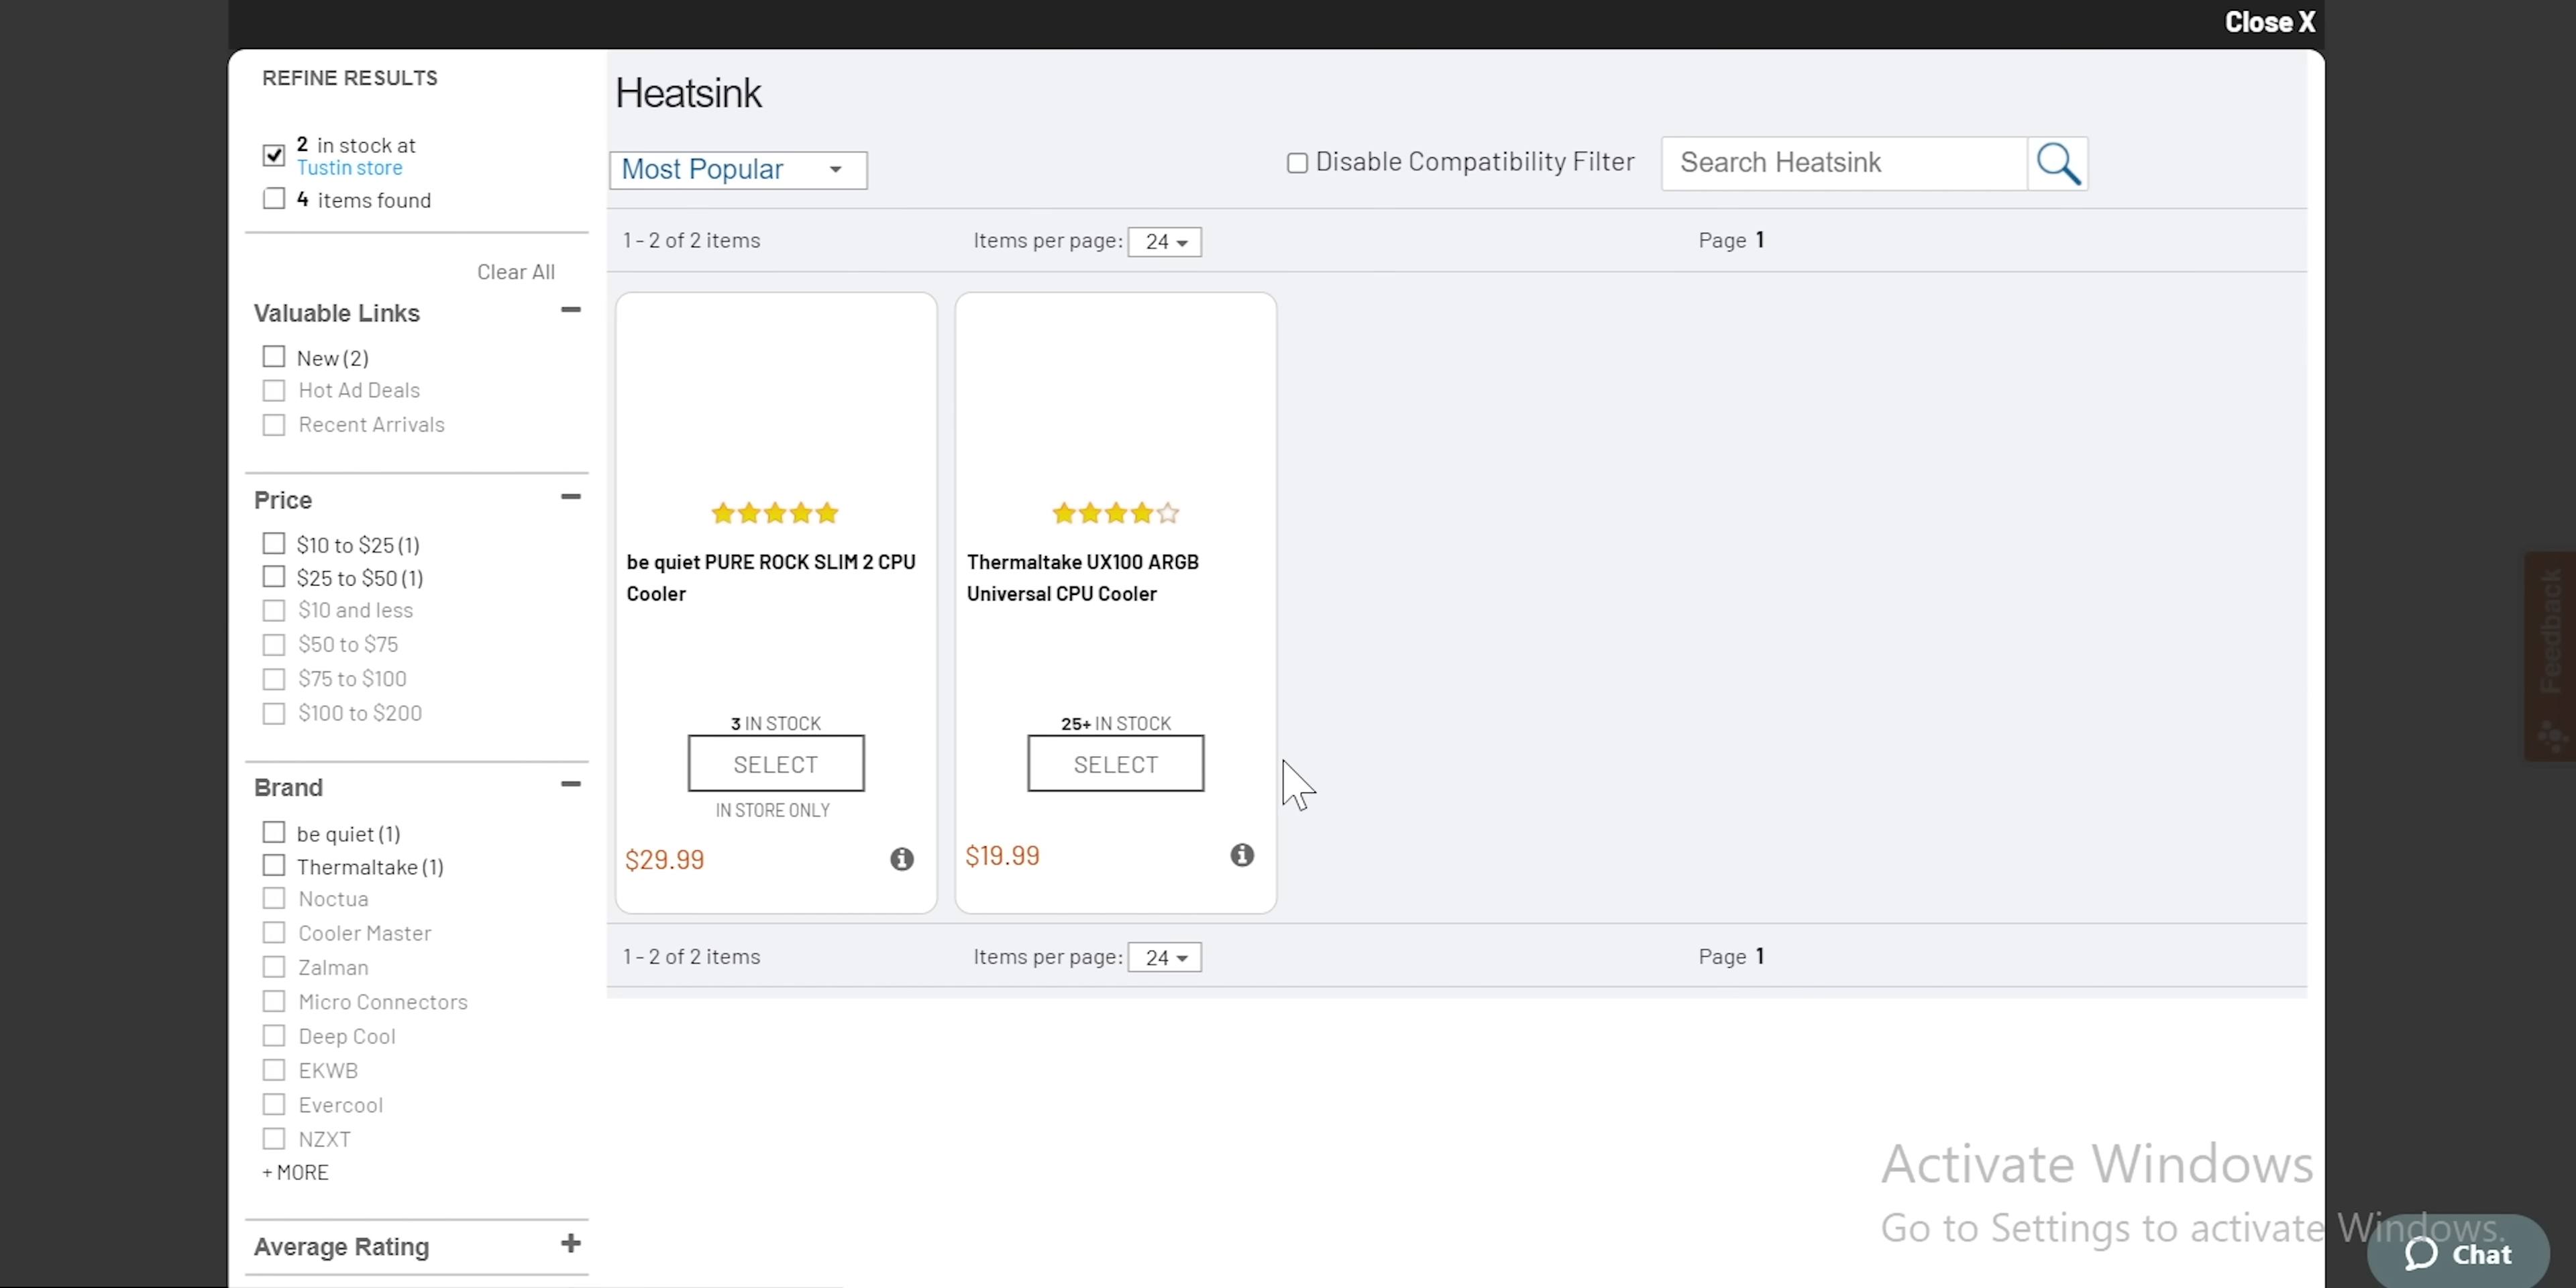 Close X
REFINE RESULTS
2 in stock at
Tustin store
4 items found
Clear All
Valuable Links
New (2)
Hot Ad Deals
Recent Arrivals
Price
$10 to $25 (1)
$25 to $50 (1)
$10 and less
$50 to $75
$75 to $100
$100 to $200
Brand
be quiet (1)
Thermaltake (1)
Noctua
Cooler Master
Zalman
Micro Connectors
Deep Cool
EKWB
Evercool
NZXT
+ MORE
Average Rating
Heatsink
Most Popular
Disable Compatibility Filter
Search Heatsink
1 - 2 of 2 items
Items per page: 24
Page 1
be quiet PURE ROCK SLIM 2 CPU
Cooler
3 IN STOCK
SELECT
IN STORE ONLY
$29.99
Thermaltake UX100 ARGB
Universal CPU Cooler
25+ IN STOCK
SELECT
$19.99
1 - 2 of 2 items
Items per page: 24
Page 1
Feedback
Activate Windows
Go to Settings to activate Windows.
Chat